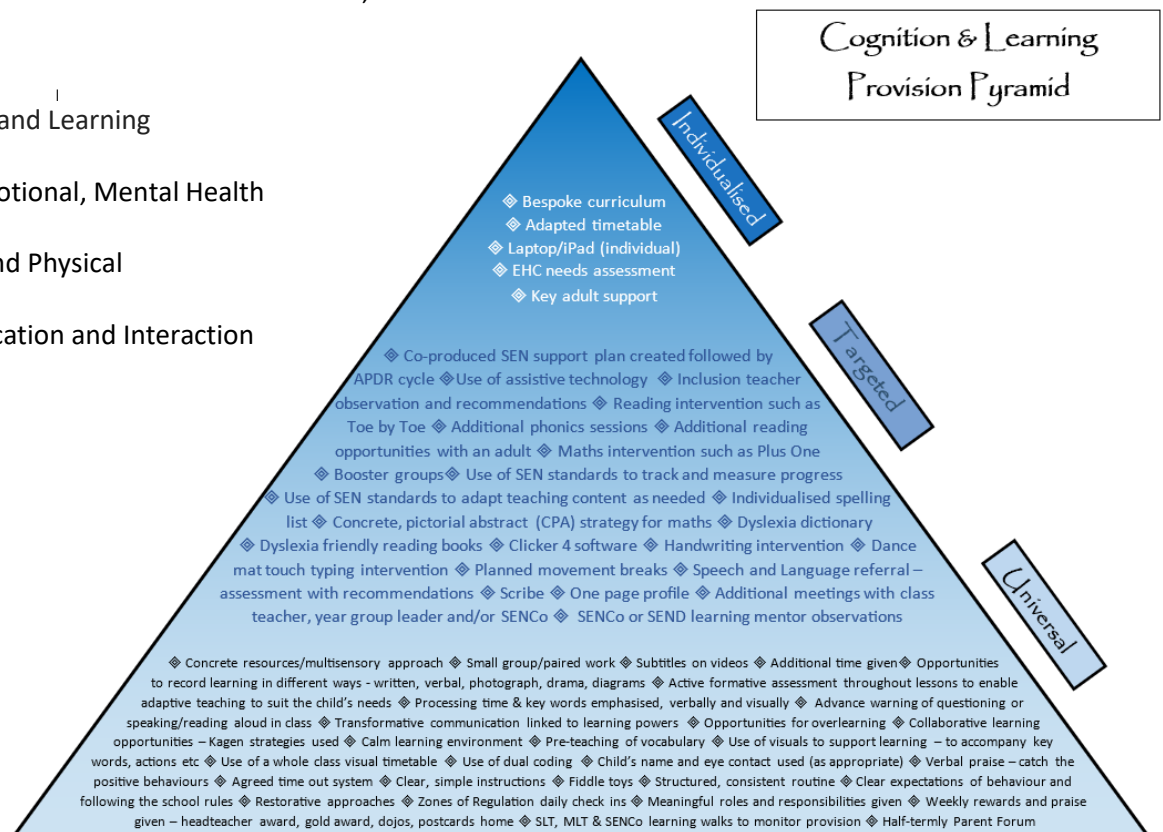 Cognition & Learning
Provision Pyramid
and Learning
otional, Mental Health
nd Physical
cation and Interaction
Individualised
◈ Bespoke curriculum
◈ Adapted timetable
◈ Laptop/iPad (individual)
◈ EHC needs assessment
◈ Key adult support
Targeted
◈ Co-produced SEN support plan created followed by
APDR cycle ◈Use of assistive technology ◈ Inclusion teacher
observation and recommendations ◈ Reading intervention such as
Toe by Toe ◈ Additional phonics sessions ◈ Additional reading
opportunities with an adult ◈ Maths intervention such as Plus One
◈ Booster groups◈ Use of SEN standards to track and measure progress
◈ Use of SEN standards to adapt teaching content as needed ◈ Individualised spelling
list ◈ Concrete, pictorial abstract (CPA) strategy for maths ◈ Dyslexia dictionary
◈ Dyslexia friendly reading books ◈ Clicker 4 software ◈ Handwriting intervention ◈ Dance
mat touch typing intervention ◈ Planned movement breaks ◈ Speech and Language referral –
assessment with recommendations ◈ Scribe ◈ One page profile ◈ Additional meetings with class
teacher, year group leader and/or SENCo ◈ SENCo or SEND learning mentor observations
Universal
◈ Concrete resources/multisensory approach ◈ Small group/paired work ◈ Subtitles on videos ◈ Additional time given◈ Opportunities
to record learning in different ways - written, verbal, photograph, drama, diagrams ◈ Active formative assessment throughout lessons to enable
adaptive teaching to suit the child's needs ◈ Processing time & key words emphasised, verbally and visually ◈ Advance warning of questioning or
speaking/reading aloud in class ◈ Transformative communication linked to learning powers ◈ Opportunities for overlearning ◈ Collaborative learning
opportunities – Kagen strategies used ◈ Calm learning environment ◈ Pre-teaching of vocabulary ◈ Use of visuals to support learning – to accompany key
words, actions etc ◈ Use of a whole class visual timetable ◈ Use of dual coding ◈ Child's name and eye contact used (as appropriate) ◈ Verbal praise – catch the
positive behaviours ◈ Agreed time out system ◈ Clear, simple instructions ◈ Fiddle toys ◈ Structured, consistent routine ◈ Clear expectations of behaviour and
following the school rules ◈ Restorative approaches ◈ Zones of Regulation daily check ins ◈ Meaningful roles and responsibilities given ◈ Weekly rewards and praise
given – headteacher award, gold award, dojos, postcards home ◈ SLT, MLT & SENCo learning walks to monitor provision ◈ Half-termly Parent Forum